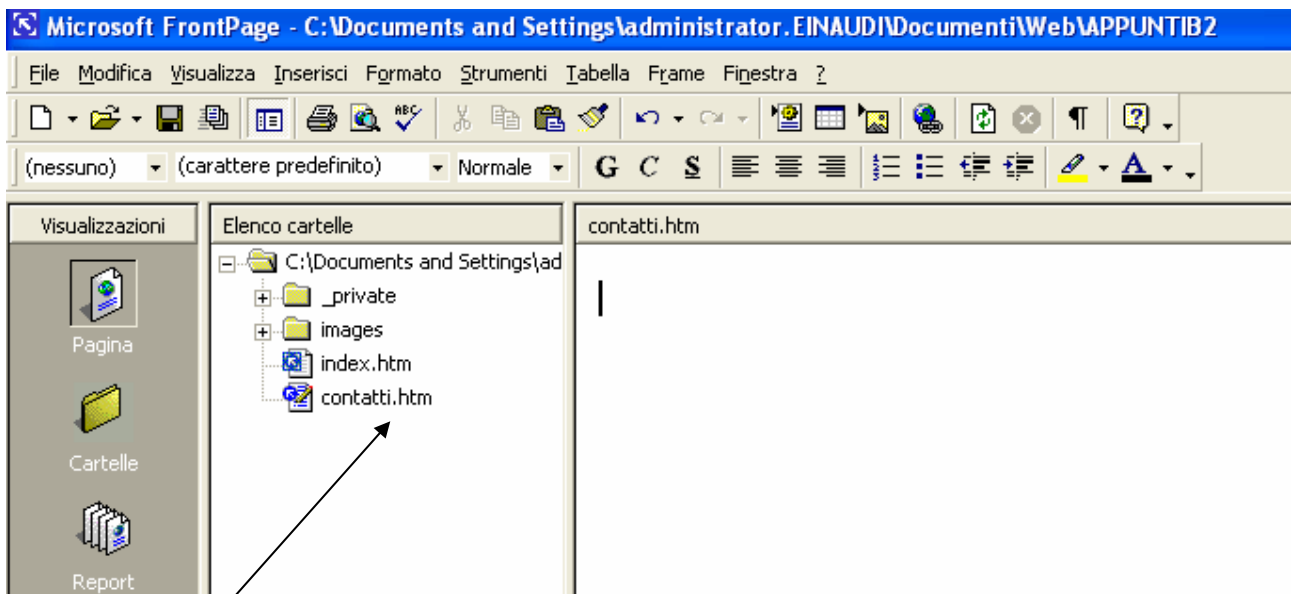 Microsoft FrontPage - C:\Documents and Settings\administrator.EINAUDI\Documenti\Web\APPUNTIB2
File Modifica Visualizza Inserisci Formato Strumenti Tabella Frame Finestra ?
ABC
(nessuno) (carattere predefinito) Normale G C S A
Visualizzazioni
Pagina
Cartelle
Report
Elenco cartelle
C:\Documents and Settings\ad
_private
images
index.htm
contatti.htm
contatti.htm